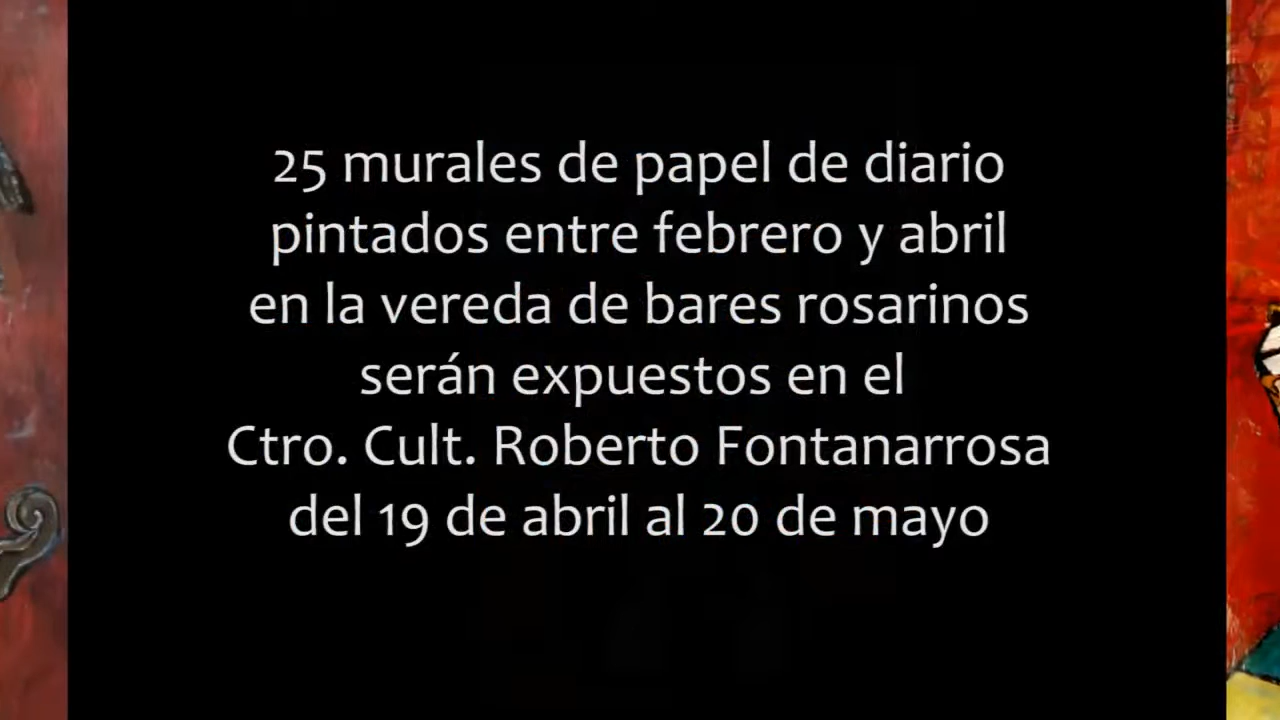 25 murales de papel de diario
pintados entre febrero y abril
en la vereda de bares rosarinos
serán expuestos en el
Ctro. Cult. Roberto Fontanarrosa
del 19 de abril al 20 de mayo